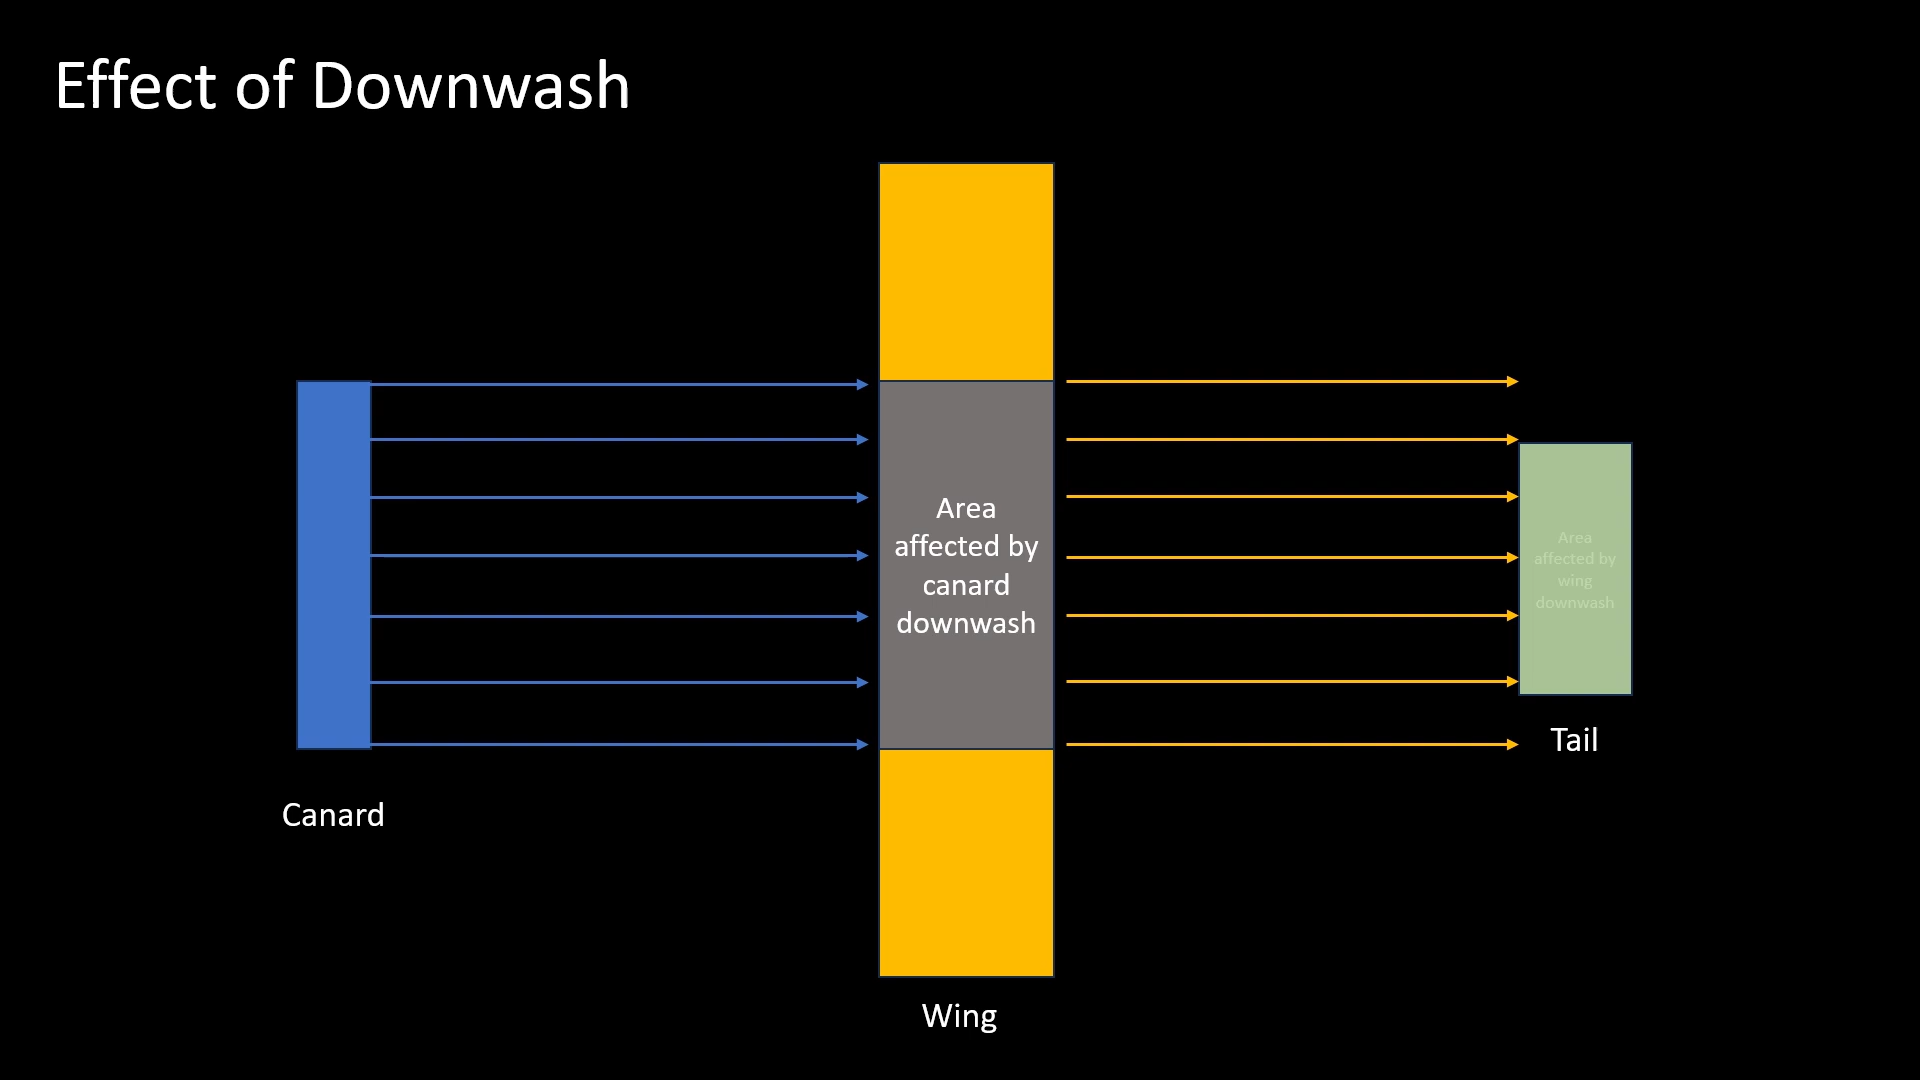 Effect of Downwash
Area
affected by
canard
downwash
Area
affected by
wing
downwash
Tail
Canard
Wing